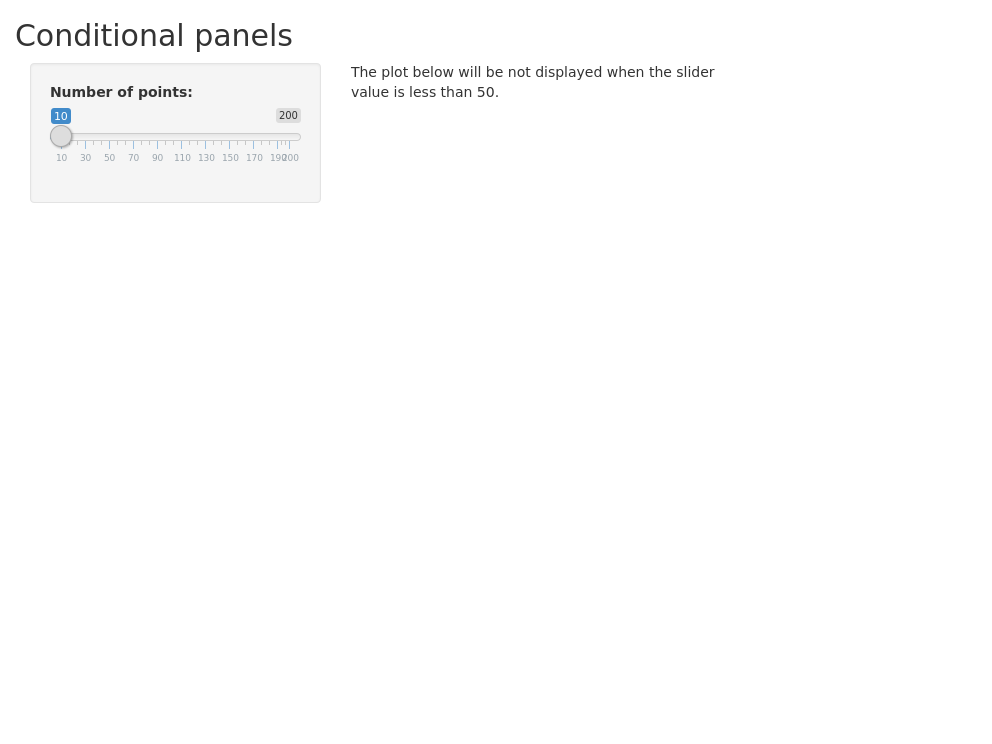 Conditional panels
Number of points:
10 200
10 30 50 70 90 110 130 150 170 190 200
The plot below will be not displayed when the slider
value is less than 50.